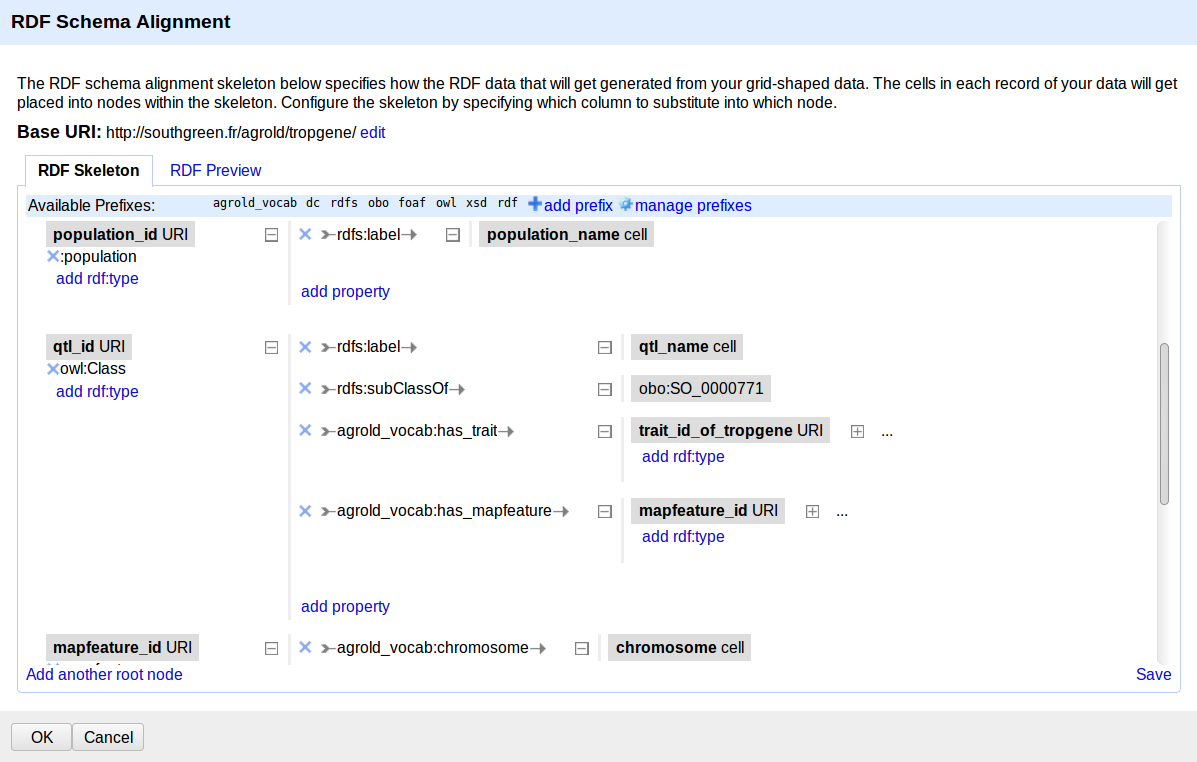 RDF Schema Alignment
The RDF schema alignment skeleton below specifies how the RDF data that will get generated from your grid-shaped data. The cells in each record of your data will get
placed into nodes within the skeleton. Configure the skeleton by specifying which column to substitute into which node.
Base URI: http://southgreen.fr/agrold/tropgene/ edit
RDF Skeleton RDF Preview
Available Prefixes: agrold_vocab dc rdfs obo foaf owl xsd rdf add prefix manage prefixes
population_id URI rdfs:label population_name cell
:population
add rdf:type
add property
qtl_id URI rdfs:label qtl_name cell
owl:Class
add rdf:type
rdfs:subClassOf obo:SO_0000771
agrold_vocab:has_trait trait_id_of_tropgene URI ...
add rdf:type
agrold_vocab:has_mapfeature mapfeature_id URI ...
add rdf:type
add property
mapfeature_id URI agrold_vocab:chromosome chromosome cell
Add another root node Save
OK Cancel